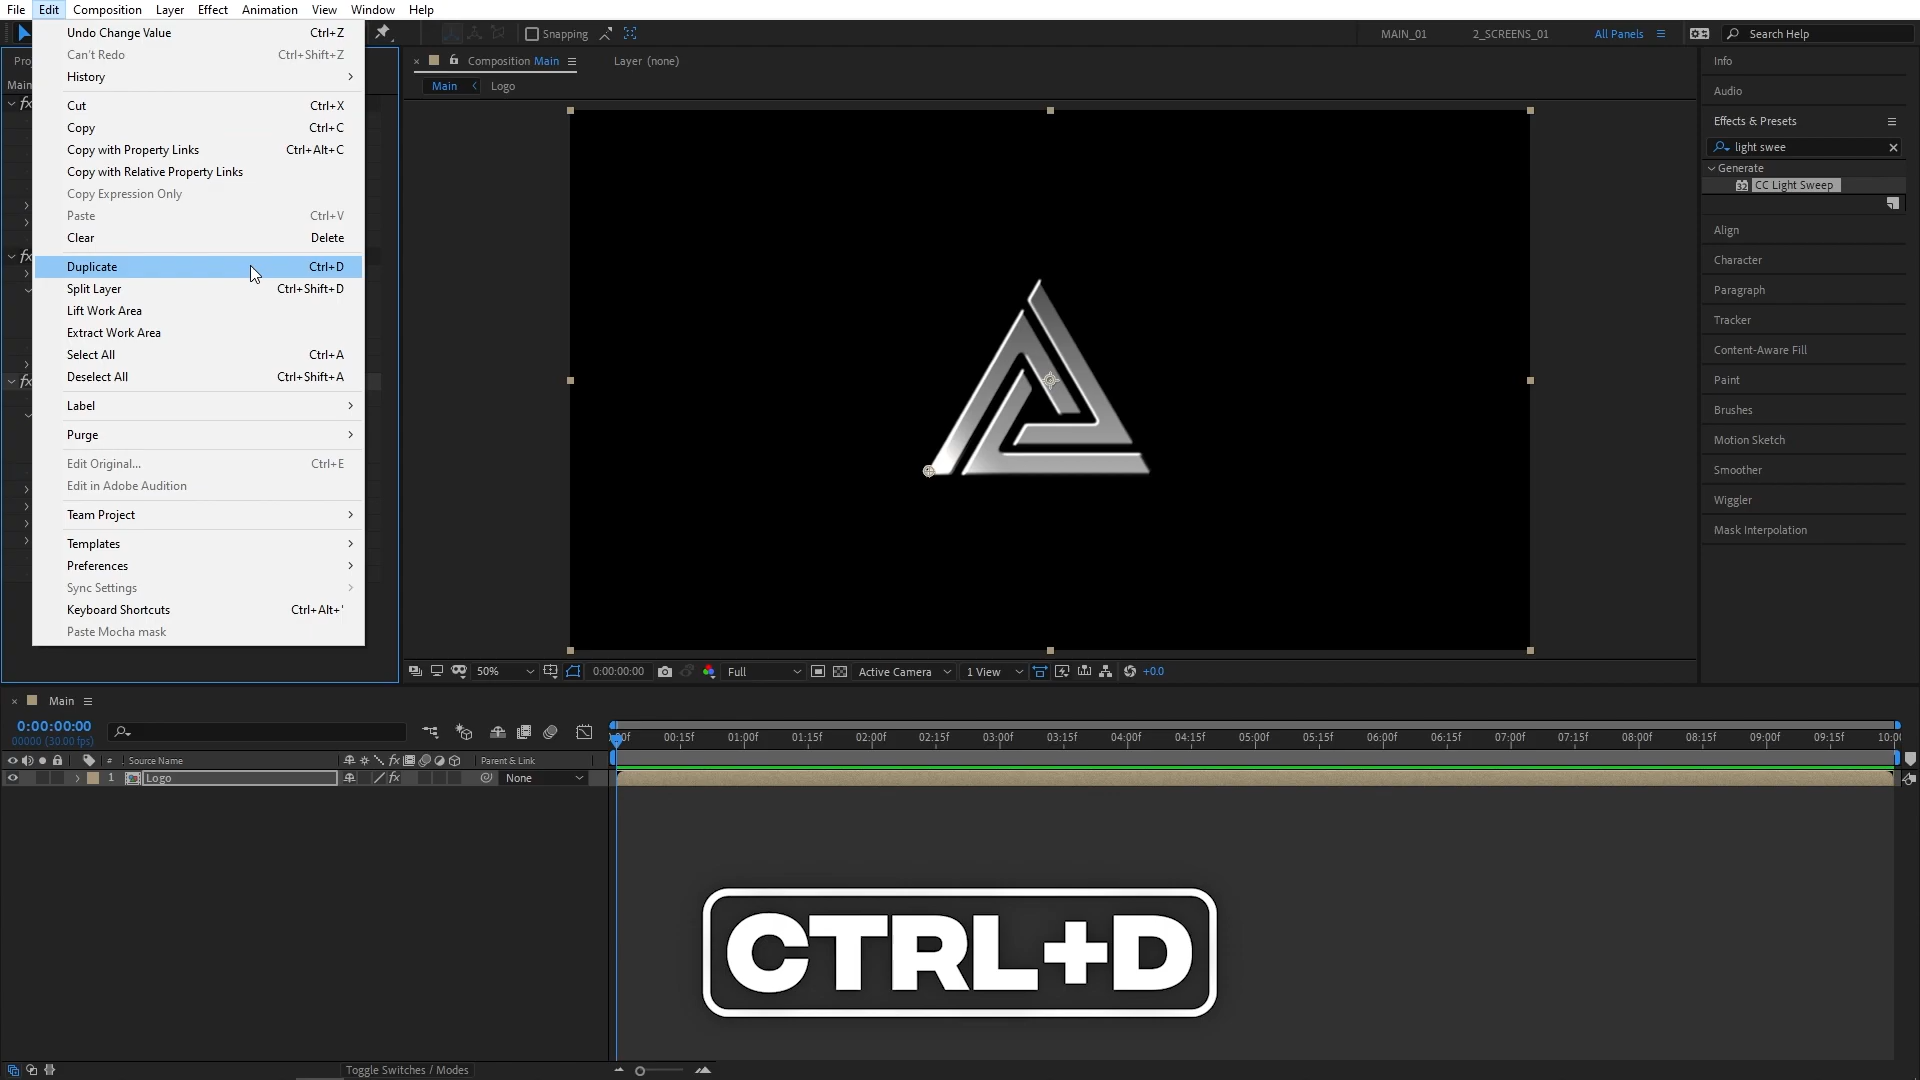 File Edit Composition Layer Effect Animation View Window Help
Snapping
MAIN_01 2_SCREENS_01 All Panels Search Help
Undo Change Value Ctrl+Z
Can't Redo Ctrl+Shift+Z
History
Cut Ctrl+X
Copy Ctrl+C
Copy with Property Links Ctrl+Alt+C
Copy with Relative Property Links
Copy Expression Only
Paste Ctrl+V
Clear Delete
Duplicate Ctrl+D
Split Layer Ctrl+Shift+D
Lift Work Area
Extract Work Area
Select All Ctrl+A
Deselect All Ctrl+Shift+A
Label
Purge
Edit Original... Ctrl+E
Edit in Adobe Audition
Team Project
Templates
Preferences
Sync Settings
Keyboard Shortcuts Ctrl+Alt+'
Paste Mocha mask
Main
fx
fx
fx
Composition Main Layer (none)
Main Logo
Info
Audio
Effects & Presets
light swee
Generate
32 CC Light Sweep
Align
Character
Paragraph
Tracker
Content-Aware Fill
Paint
Brushes
Motion Sketch
Smoother
Wiggler
Mask Interpolation
50% 0:00:00:00 Full Active Camera 1 View +0.0
Main
0:00:00:00
00000 (30.00 fps)
00:15f 01:00f 01:15f 02:00f 02:15f 03:00f 03:15f 04:00f 04:15f 05:00f 05:15f 06:00f 06:15f 07:00f 07:15f 08:00f 08:15f 09:00f 09:15f
# Source Name fx Parent & Link
1 Logo fx None
CTRL+D
Toggle Switches / Modes